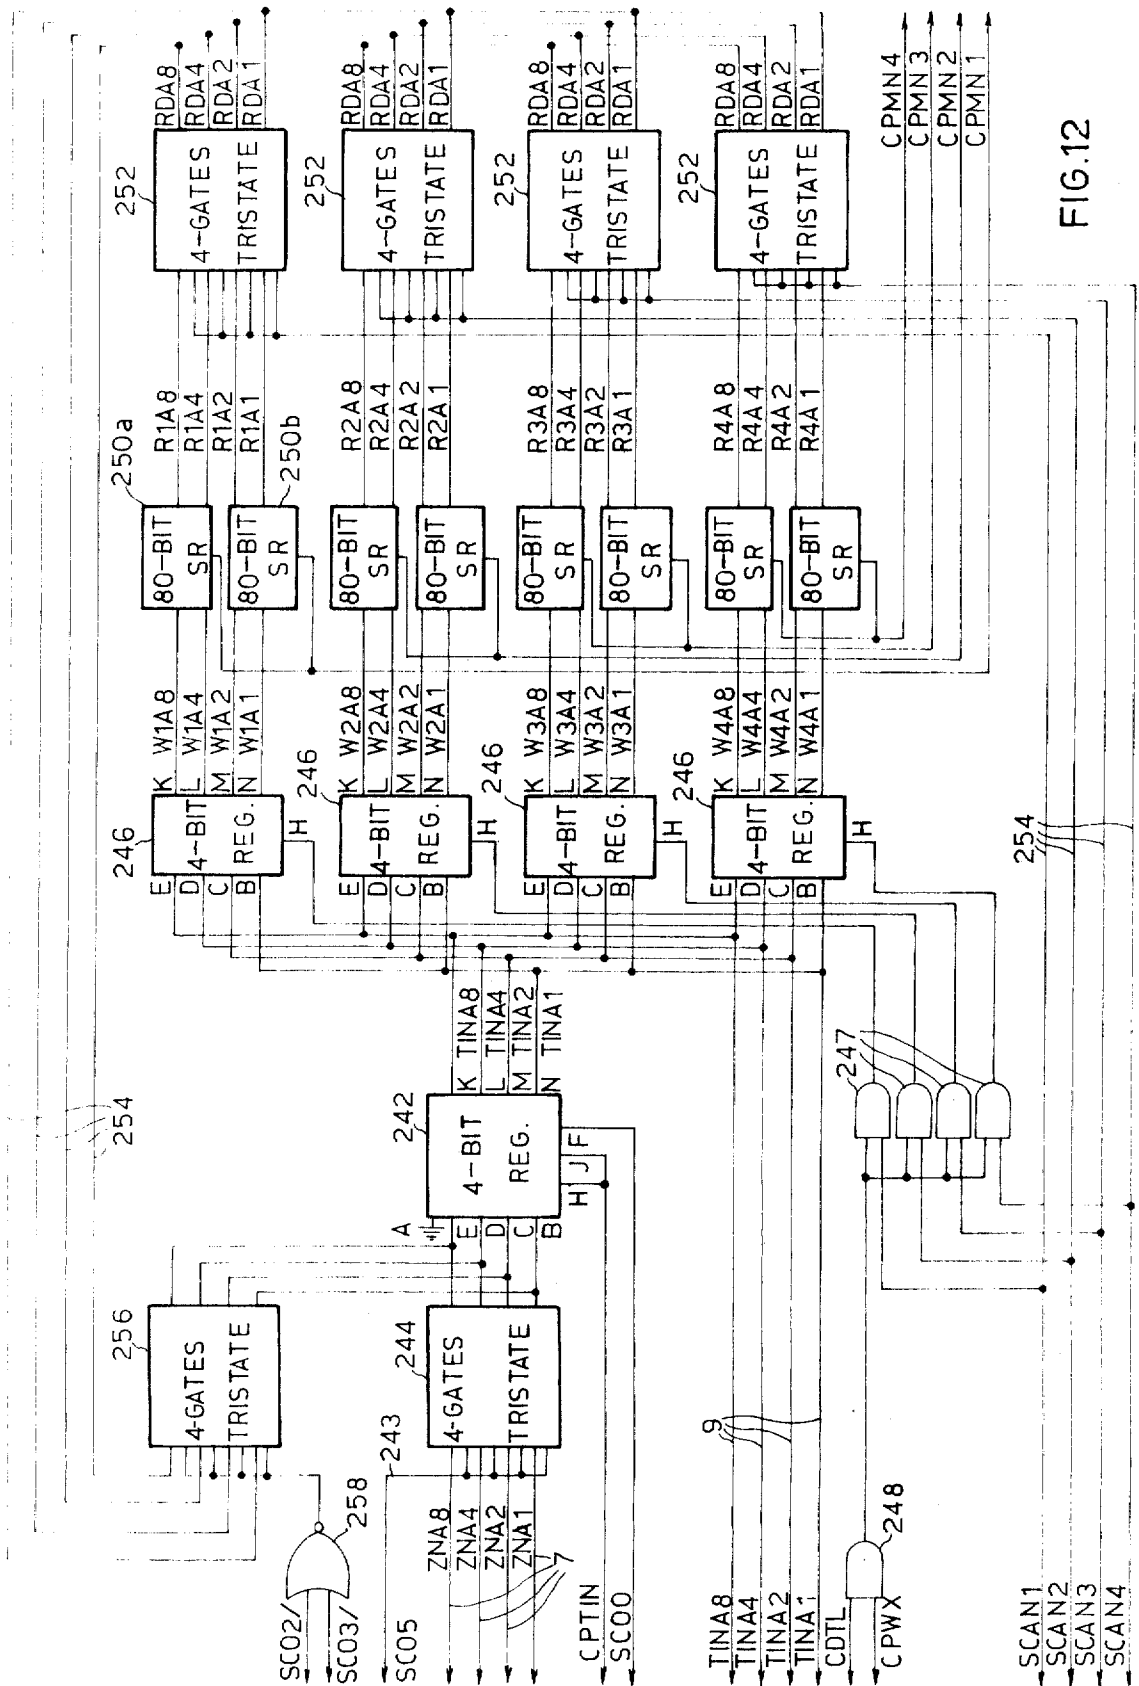 RDA8
RDA4
RDA2
RDA1
RDA8
RDA4
RDA2
RDA1
RDA8
RDA4
RDA2
RDA1
RDA8
RDA4
RDA2
RDA1
CPMN4
CPMN3
CPMN2
CPMN1
252
4-GATES
TRISTATE
252
4-GATES
TRISTATE
252
4-GATES
TRISTATE
252
4-GATES
TRISTATE
FIG.12
250a
R1A8
R1A4
R1A2
R1A1
250b
R2A8
R2A4
R2A2
R2A1
R3A8
R3A4
R3A2
R3A1
R4A8
R4A4
R4A2
R4A1
80-BIT
SR
80-BIT
SR
80-BIT
SR
80-BIT
SR
80-BIT
SR
80-BIT
SR
80-BIT
SR
80-BIT
SR
K W1A8
L W1A4
M W1A2
N W1A1
K W2A8
L W2A4
M W2A2
N W2A1
K W3A8
L W3A4
M W3A2
N W3A1
K W4A8
L W4A4
M W4A2
N W4A1
246
4-BIT
REG.
H
E
D
C
B
246
4-BIT
REG.
H
E
D
C
B
246
4-BIT
REG.
H
E
D
C
B
246
4-BIT
REG.
H
E
D
C
B
254
254
K TINA8
L TINA4
M TINA2
N TINA1
242
4-BIT
REG.
F
J
H
A
E
D
C
B
247
256
4-GATES
TRISTATE
244
4-GATES
TRISTATE
243
258
SC02/
SC03/
SC05
ZNA8
ZNA4
ZNA2
ZNA1
7
CPTIN
SC00
9
TINA8
TINA4
TINA2
TINA1
CDTL
CPWX
248
SCAN1
SCAN2
SCAN3
SCAN4